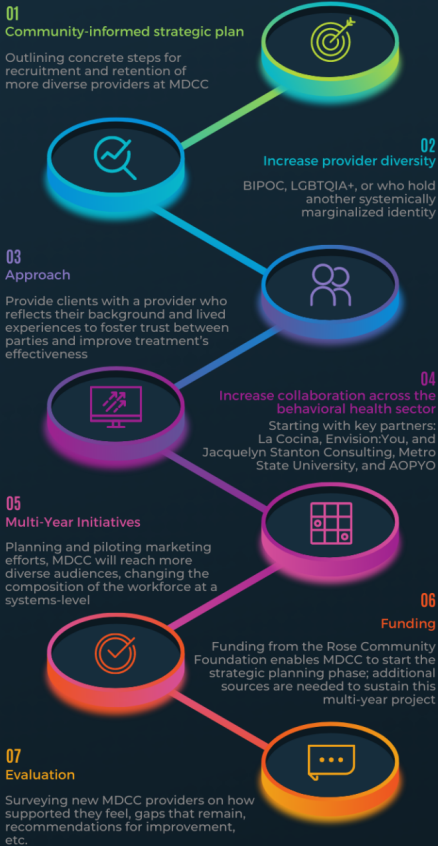 01
Community-informed strategic plan
Outlining concrete steps for
recruitment and retention of
more diverse providers at MDCC
02
Increase provider diversity
BIPOC, LGBTQIA+, or who hold
another systemically
marginalized identity
03
Approach
Provide clients with a provider who
reflects their background and lived
experiences to foster trust between
parties and improve treatment's
effectiveness
04
Increase collaboration across the
behavioral health sector
Starting with key partners:
La Cocina, Envision:You, and
Jacquelyn Stanton Consulting, Metro
State University, and AOPYO
05
Multi-Year Initiatives
Planning and piloting marketing
efforts, MDCC will reach more
diverse audiences, changing the
composition of the workforce at a
systems-level
06
Funding
Funding from the Rose Community
Foundation enables MDCC to start the
strategic planning phase; additional
sources are needed to sustain this
multi-year project
07
Evaluation
Surveying new MDCC providers on how
supported they feel, gaps that remain,
recommendations for improvement,
etc.